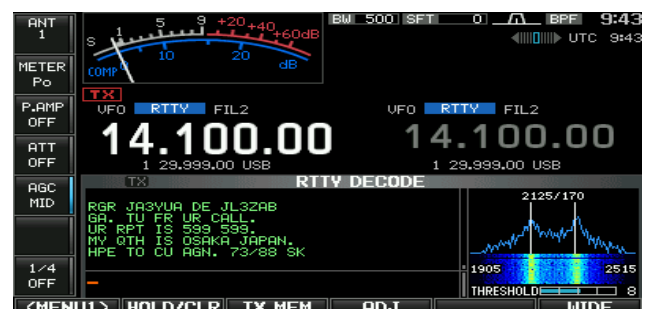 ANT
1
METER
Po
P.AMP
OFF
ATT
OFF
AGC
MID
1/4
OFF
S 1 5 9 +20 +40 +60dB
COMP 0 10 20 dB
BW 500 SFT 0 BPF 9:43
UTC 9:43
TX
VFO RTTY FIL2
14.100.00
1 29.999.00 USB
VFO RTTY FIL2
14.100.00
1 29.999.00 USB
TX RTTY DECODE
RGR JA3YUA DE JL3ZAB
GA. TU FR UR CALL.
UR RPT IS 599 599.
MY QTH IS OSAKA JAPAN.
HPE TO CU AGN. 73/88 SK
2125/170
1905 2515
THRESHOLD 8
<MENU1> HOLD/CLR TX MEM ADJ WIDE